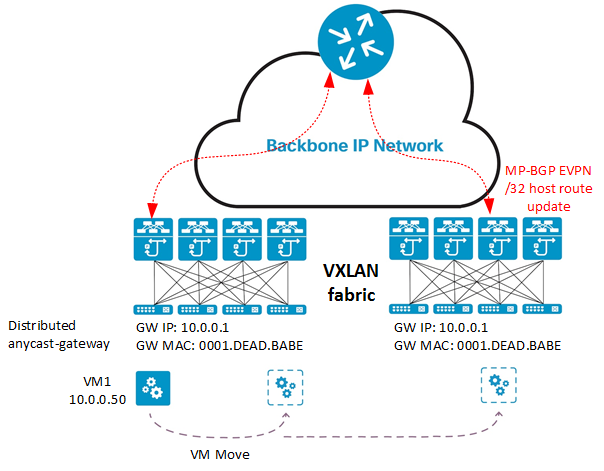 Backbone IP Network
MP-BGP EVPN
/32 host route
update
VXLAN
fabric
Distributed
anycast-gateway
GW IP: 10.0.0.1
GW MAC: 0001.DEAD.BABE
GW IP: 10.0.0.1
GW MAC: 0001.DEAD.BABE
VM1
10.0.0.50
VM Move